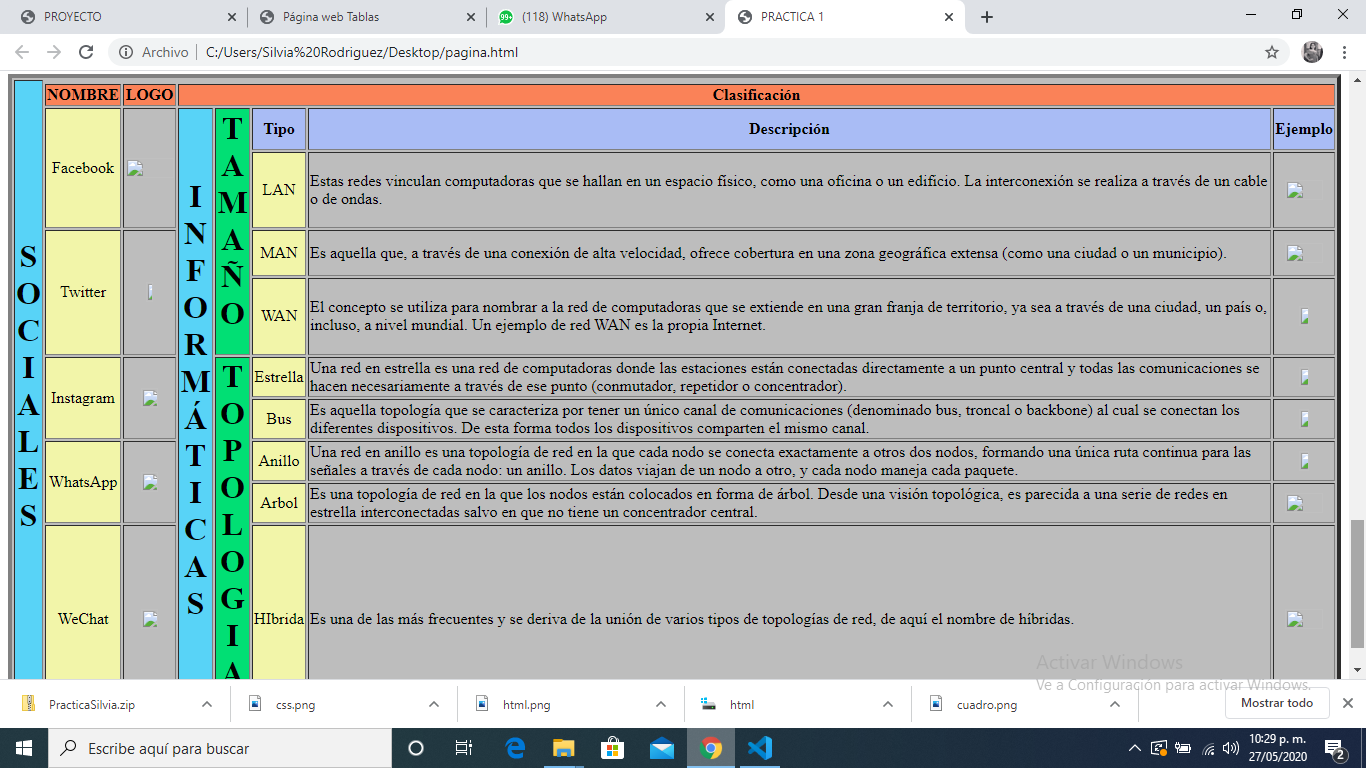 PROYECTO
Página web Tablas
99+
(118) WhatsApp
PRACTICA 1
Archivo
C:/Users/Silvia%20Rodriguez/Desktop/pagina.html
SOCIALES
NOMBRE
LOGO
Clasificación
Facebook
Twitter
Instagram
WhatsApp
WeChat
INFORMÁTICAS
TAMAÑO
Tipo
Descripción
Ejemplo
LAN
Estas redes vinculan computadoras que se hallan en un espacio físico, como una oficina o un edificio. La interconexión se realiza a través de un cable
o de ondas.
MAN
Es aquella que, a través de una conexión de alta velocidad, ofrece cobertura en una zona geográfica extensa (como una ciudad o un municipio).
WAN
El concepto se utiliza para nombrar a la red de computadoras que se extiende en una gran franja de territorio, ya sea a través de una ciudad, un país o,
incluso, a nivel mundial. Un ejemplo de red WAN es la propia Internet.
TOPOLOGIA
Estrella
Una red en estrella es una red de computadoras donde las estaciones están conectadas directamente a un punto central y todas las comunicaciones se
hacen necesariamente a través de ese punto (conmutador, repetidor o concentrador).
Bus
Es aquella topología que se caracteriza por tener un único canal de comunicaciones (denominado bus, troncal o backbone) al cual se conectan los
diferentes dispositivos. De esta forma todos los dispositivos comparten el mismo canal.
Anillo
Una red en anillo es una topología de red en la que cada nodo se conecta exactamente a otros dos nodos, formando una única ruta continua para las
señales a través de cada nodo: un anillo. Los datos viajan de un nodo a otro, y cada nodo maneja cada paquete.
Arbol
Es una topología de red en la que los nodos están colocados en forma de árbol. Desde una visión topológica, es parecida a una serie de redes en
estrella interconectadas salvo en que no tiene un concentrador central.
HIbrida
Es una de las más frecuentes y se deriva de la unión de varios tipos de topologías de red, de aquí el nombre de híbridas.
Activar Windows
Ve a Configuración para activar Windows.
PracticaSilvia.zip
css.png
html.png
html
cuadro.png
Mostrar todo
Escribe aquí para buscar
10:29 p. m.
27/05/2020
2